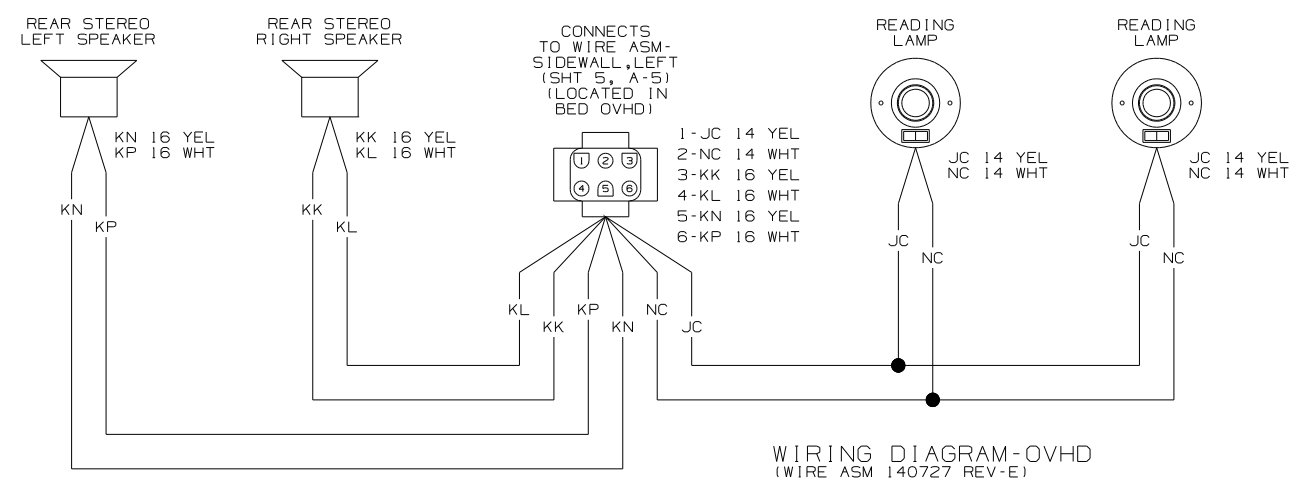 REAR STEREO
LEFT SPEAKER
REAR STEREO
RIGHT SPEAKER
CONNECTS
TO WIRE ASM-
SIDEWALL,LEFT
(SHT 5, A-5)
(LOCATED IN
BED OVHD)
READING
LAMP
READING
LAMP
KN 16 YEL
KP 16 WHT
KK 16 YEL
KL 16 WHT
1 2 3
4 5 6
1-JC 14 YEL
2-NC 14 WHT
3-KK 16 YEL
4-KL 16 WHT
5-KN 16 YEL
6-KP 16 WHT
JC 14 YEL
NC 14 WHT
JC 14 YEL
NC 14 WHT
KN
KP
KK
KL
JC
NC
JC
NC
KL
KK
KP
KN
NC
JC
WIRING DIAGRAM-OVHD
(WIRE ASM 140727 REV-E)